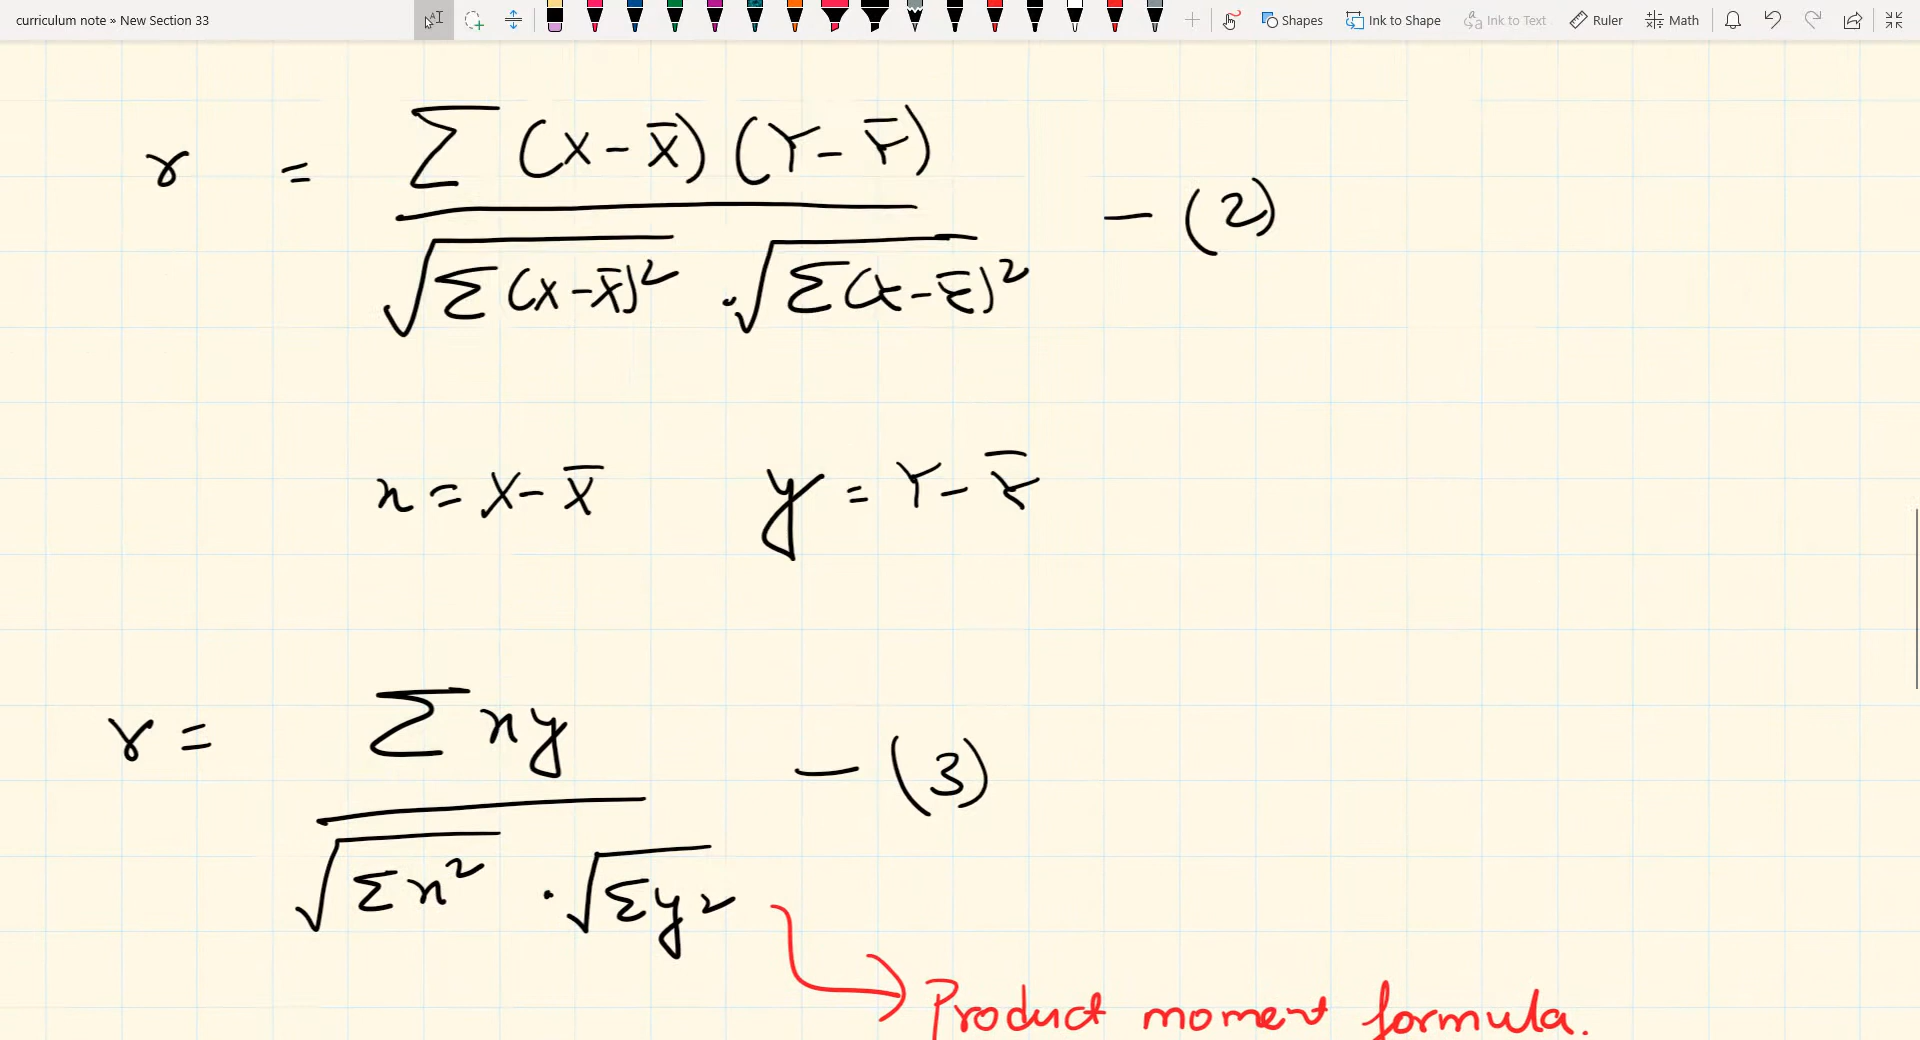 curriculum note » New Section 33
Shapes Ink to Shape Ink to Text Ruler Math
r = Σ (X - X̄) (Y - Ȳ) / √Σ(X - X̄)² · √Σ(Y - Ȳ)² — (2)
x = X - X̄ y = Y - Ȳ
r = Σ xy / √Σx² · √Σy² — (3)
Product moment formula.